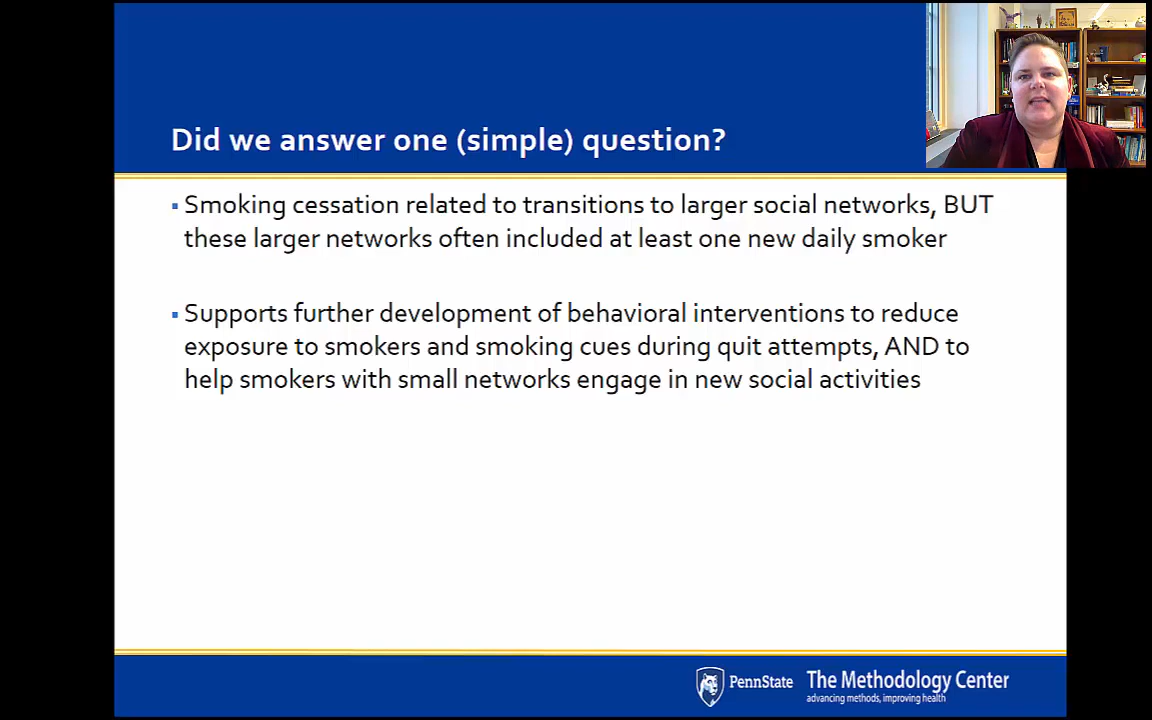 Did we answer one (simple) question?
Smoking cessation related to transitions to larger social networks, BUT
these larger networks often included at least one new daily smoker
Supports further development of behavioral interventions to reduce
exposure to smokers and smoking cues during quit attempts, AND to
help smokers with small networks engage in new social activities
PennState
The Methodology Center
advancing methods, improving health